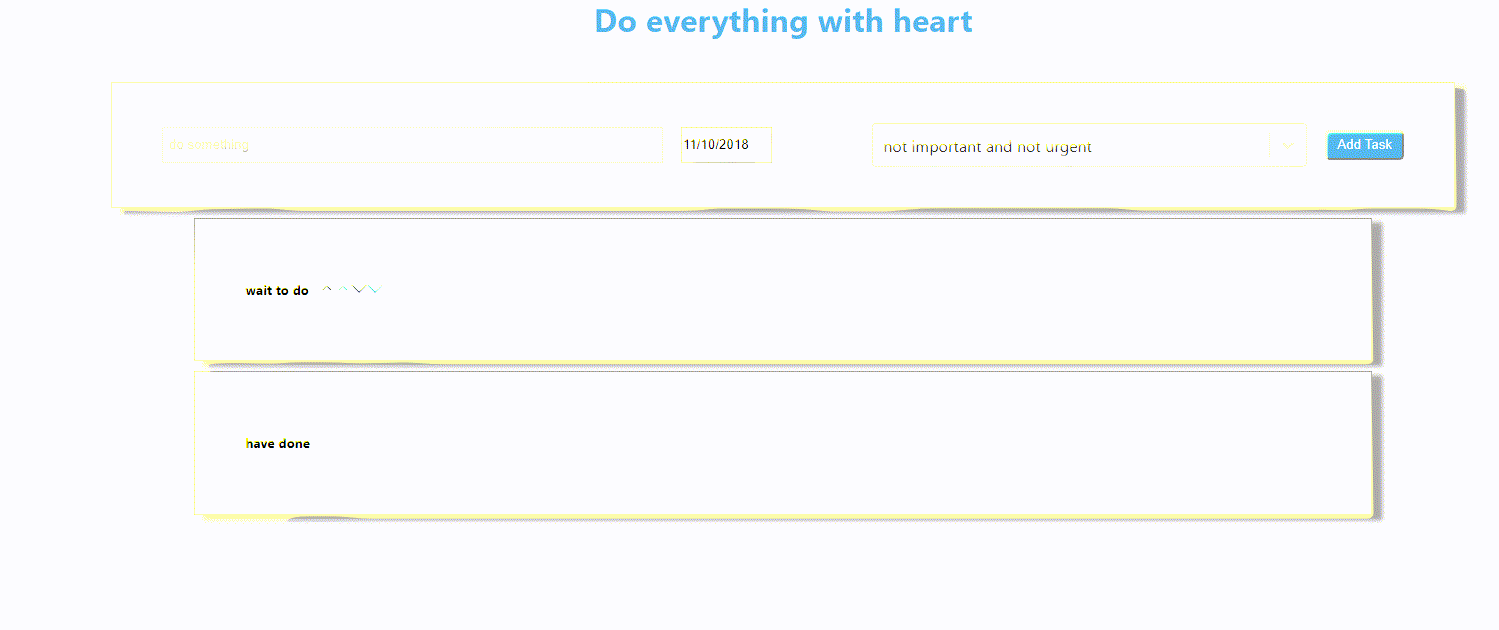 Do everything with heart
do something
11/10/2018
not important and not urgent
Add Task
wait to do
have done